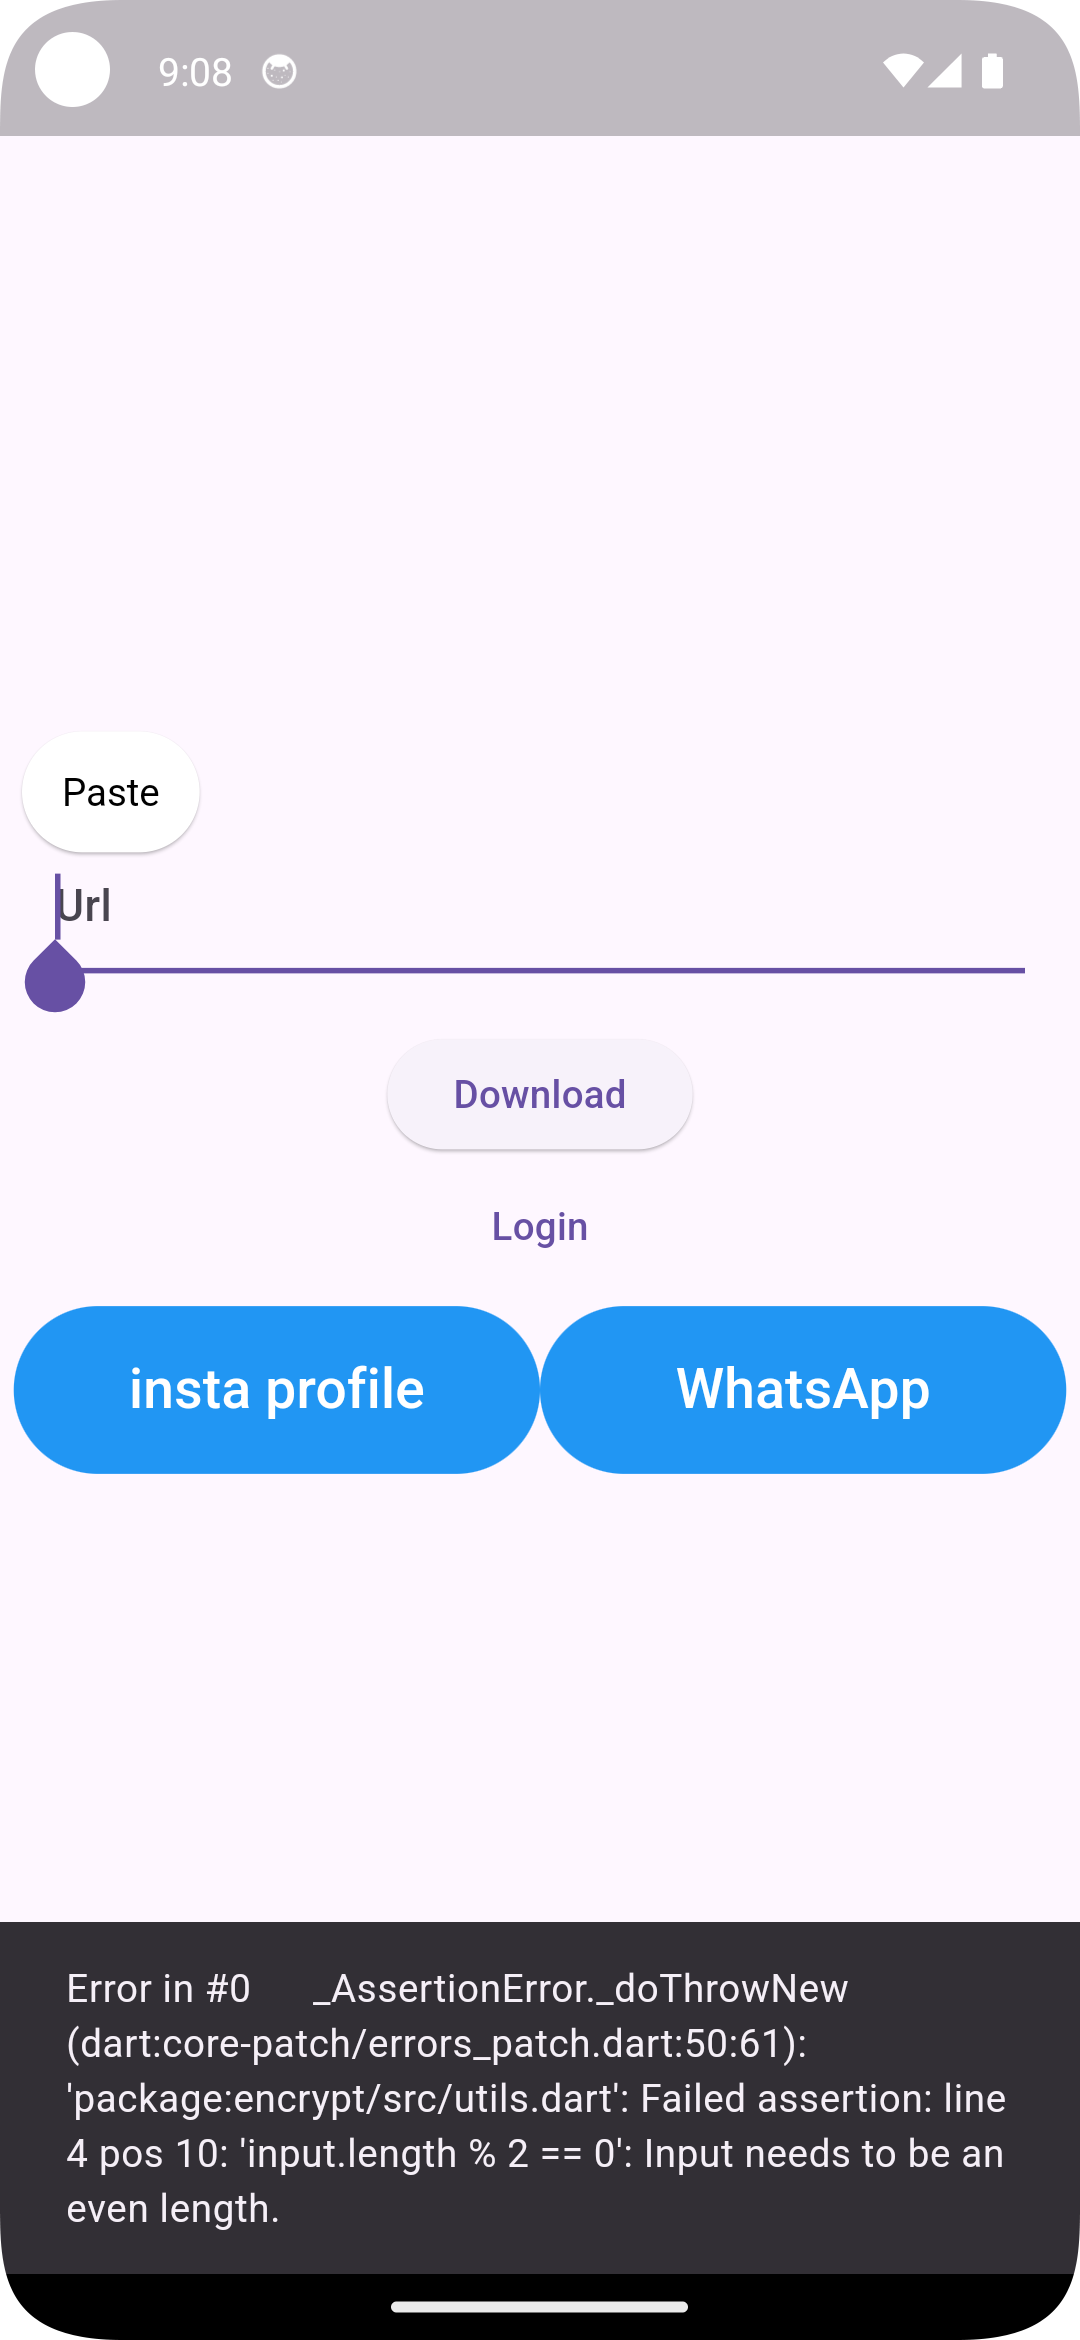 9:08
Paste
Url
Download
Login
insta profile
WhatsApp
Error in #0 _AssertionError._doThrowNew
(dart:core-patch/errors_patch.dart:50:61):
'package:encrypt/src/utils.dart': Failed assertion: line
4 pos 10: 'input.length % 2 == 0': Input needs to be an
even length.